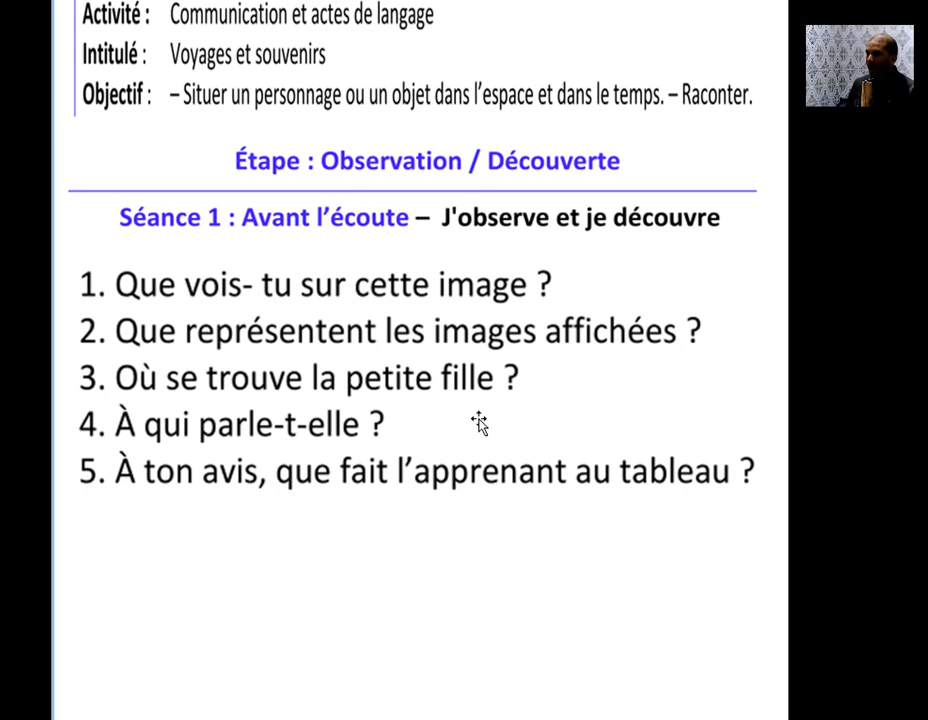 Activité : Communication et actes de langage
Intitulé : Voyages et souvenirs
Objectif : – Situer un personnage ou un objet dans l’espace et dans le temps. – Raconter.
Étape : Observation / Découverte
Séance 1 : Avant l’écoute – J'observe et je découvre
1. Que vois- tu sur cette image ?
2. Que représentent les images affichées ?
3. Où se trouve la petite fille ?
4. À qui parle-t-elle ?
5. À ton avis, que fait l’apprenant au tableau ?